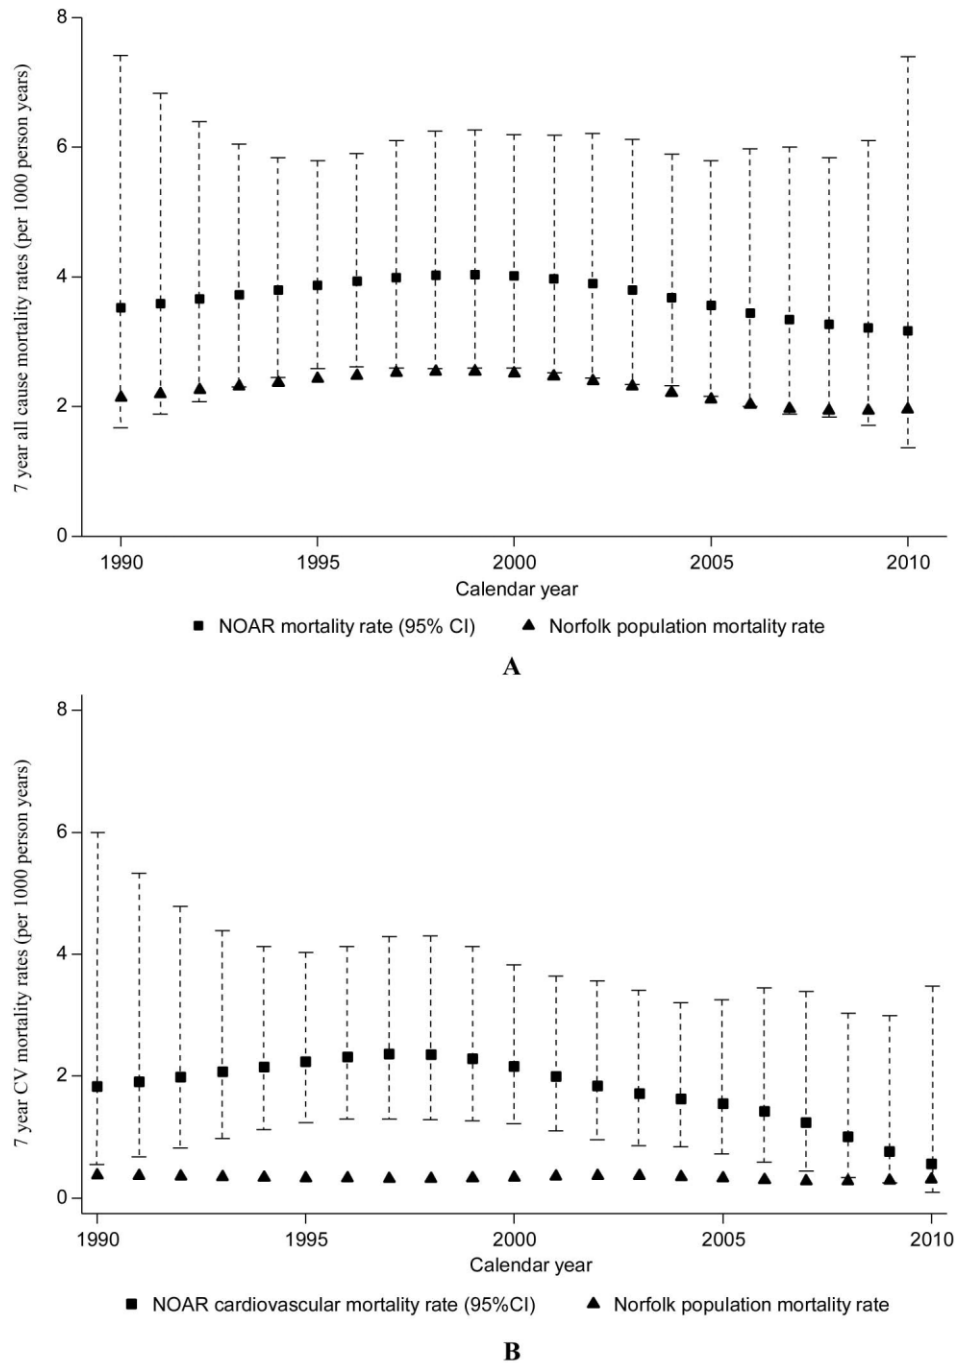 8
6
4
2
0
7 year all cause mortality rates (per 1000 person years)
1990 1995 2000 2005 2010
Calendar year
NOAR mortality rate (95% CI) Norfolk population mortality rate
A
8
6
4
2
0
7 year CV mortality rates (per 1000 person years)
1990 1995 2000 2005 2010
Calendar year
NOAR cardiovascular mortality rate (95%CI) Norfolk population mortality rate
B